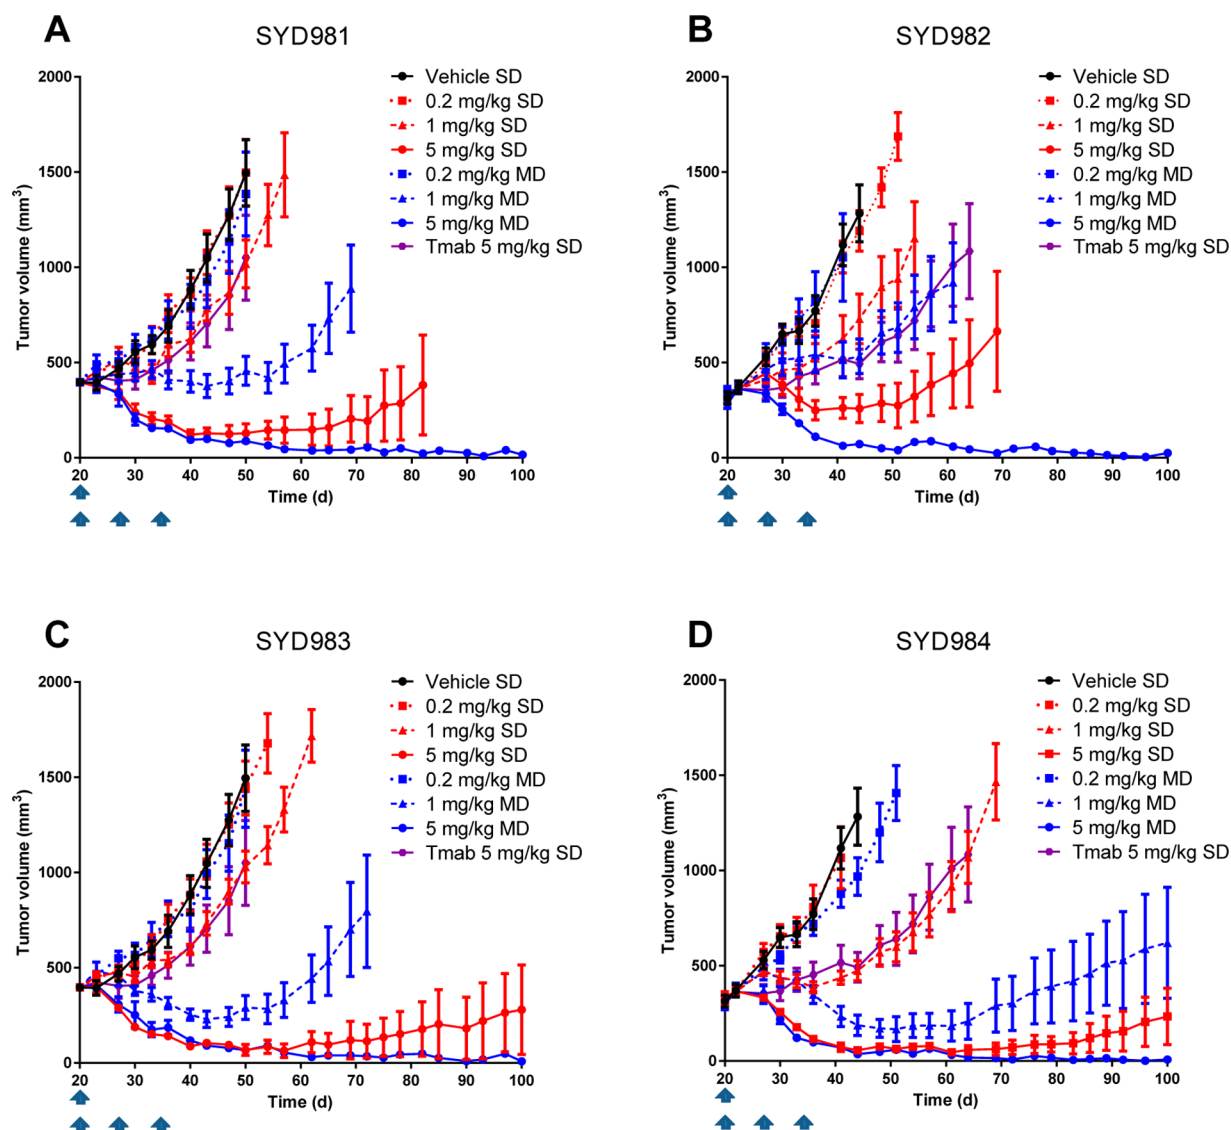 A
SYD981
Tumor volume (mm³)
2000
1500
1000
500
0
20 30 40 50 60 70 80 90 100
Time (d)
Vehicle SD
0.2 mg/kg SD
1 mg/kg SD
5 mg/kg SD
0.2 mg/kg MD
1 mg/kg MD
5 mg/kg MD
Tmab 5 mg/kg SD
B
SYD982
Tumor volume (mm³)
2000
1500
1000
500
0
20 30 40 50 60 70 80 90 100
Time (d)
Vehicle SD
0.2 mg/kg SD
1 mg/kg SD
5 mg/kg SD
0.2 mg/kg MD
1 mg/kg MD
5 mg/kg MD
Tmab 5 mg/kg SD
C
SYD983
Tumor volume (mm³)
2000
1500
1000
500
0
20 30 40 50 60 70 80 90 100
Time (d)
Vehicle SD
0.2 mg/kg SD
1 mg/kg SD
5 mg/kg SD
0.2 mg/kg MD
1 mg/kg MD
5 mg/kg MD
Tmab 5 mg/kg SD
D
SYD984
Tumor volume (mm³)
2000
1500
1000
500
0
20 30 40 50 60 70 80 90 100
Time (d)
Vehicle SD
0.2 mg/kg SD
1 mg/kg SD
5 mg/kg SD
0.2 mg/kg MD
1 mg/kg MD
5 mg/kg MD
Tmab 5 mg/kg SD